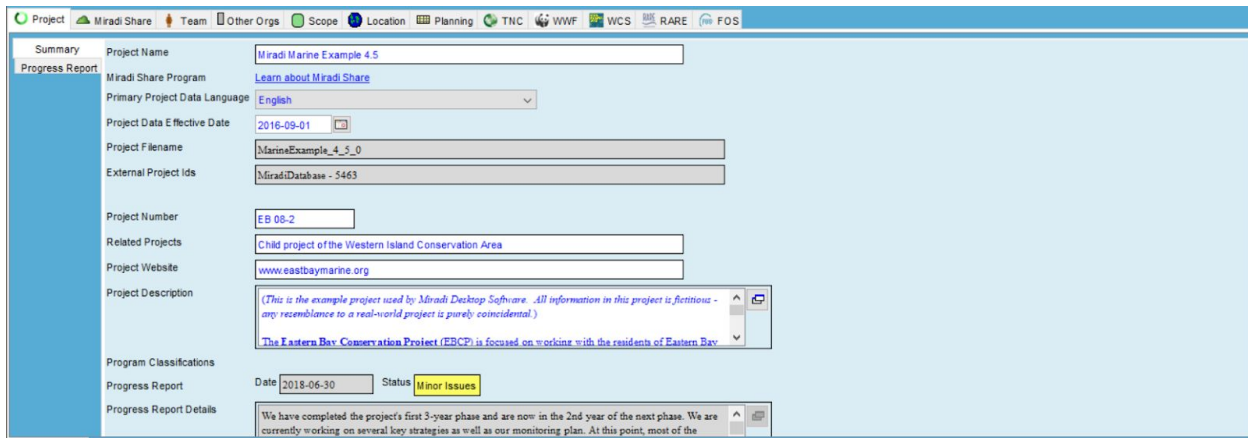 Project Miradi Share Team Other Orgs Scope Location Planning TNC WWF WCS RARE FOS
Summary
Progress Report
Project Name Miradi Marine Example 4.5
Miradi Share Program Learn about Miradi Share
Primary Project Data Language English
Project Data Effective Date 2016-09-01
Project Filename MarineExample_4_5_0
External Project Ids MiradiDatabase - 5463
Project Number EB 08-2
Related Projects Child project of the Western Island Conservation Area
Project Website www.eastbaymarine.org
Project Description (This is the example project used by Miradi Desktop Software. All information in this project is fictitious -
any resemblance to a real-world project is purely coincidental.)
The Eastern Bay Conservation Project (EBCP) is focused on working with the residents of Eastern Bay
Program Classifications
Progress Report Date 2018-06-30 Status Minor Issues
Progress Report Details We have completed the project's first 3-year phase and are now in the 2nd year of the next phase. We are
currently working on several key strategies as well as our monitoring plan. At this point, most of the